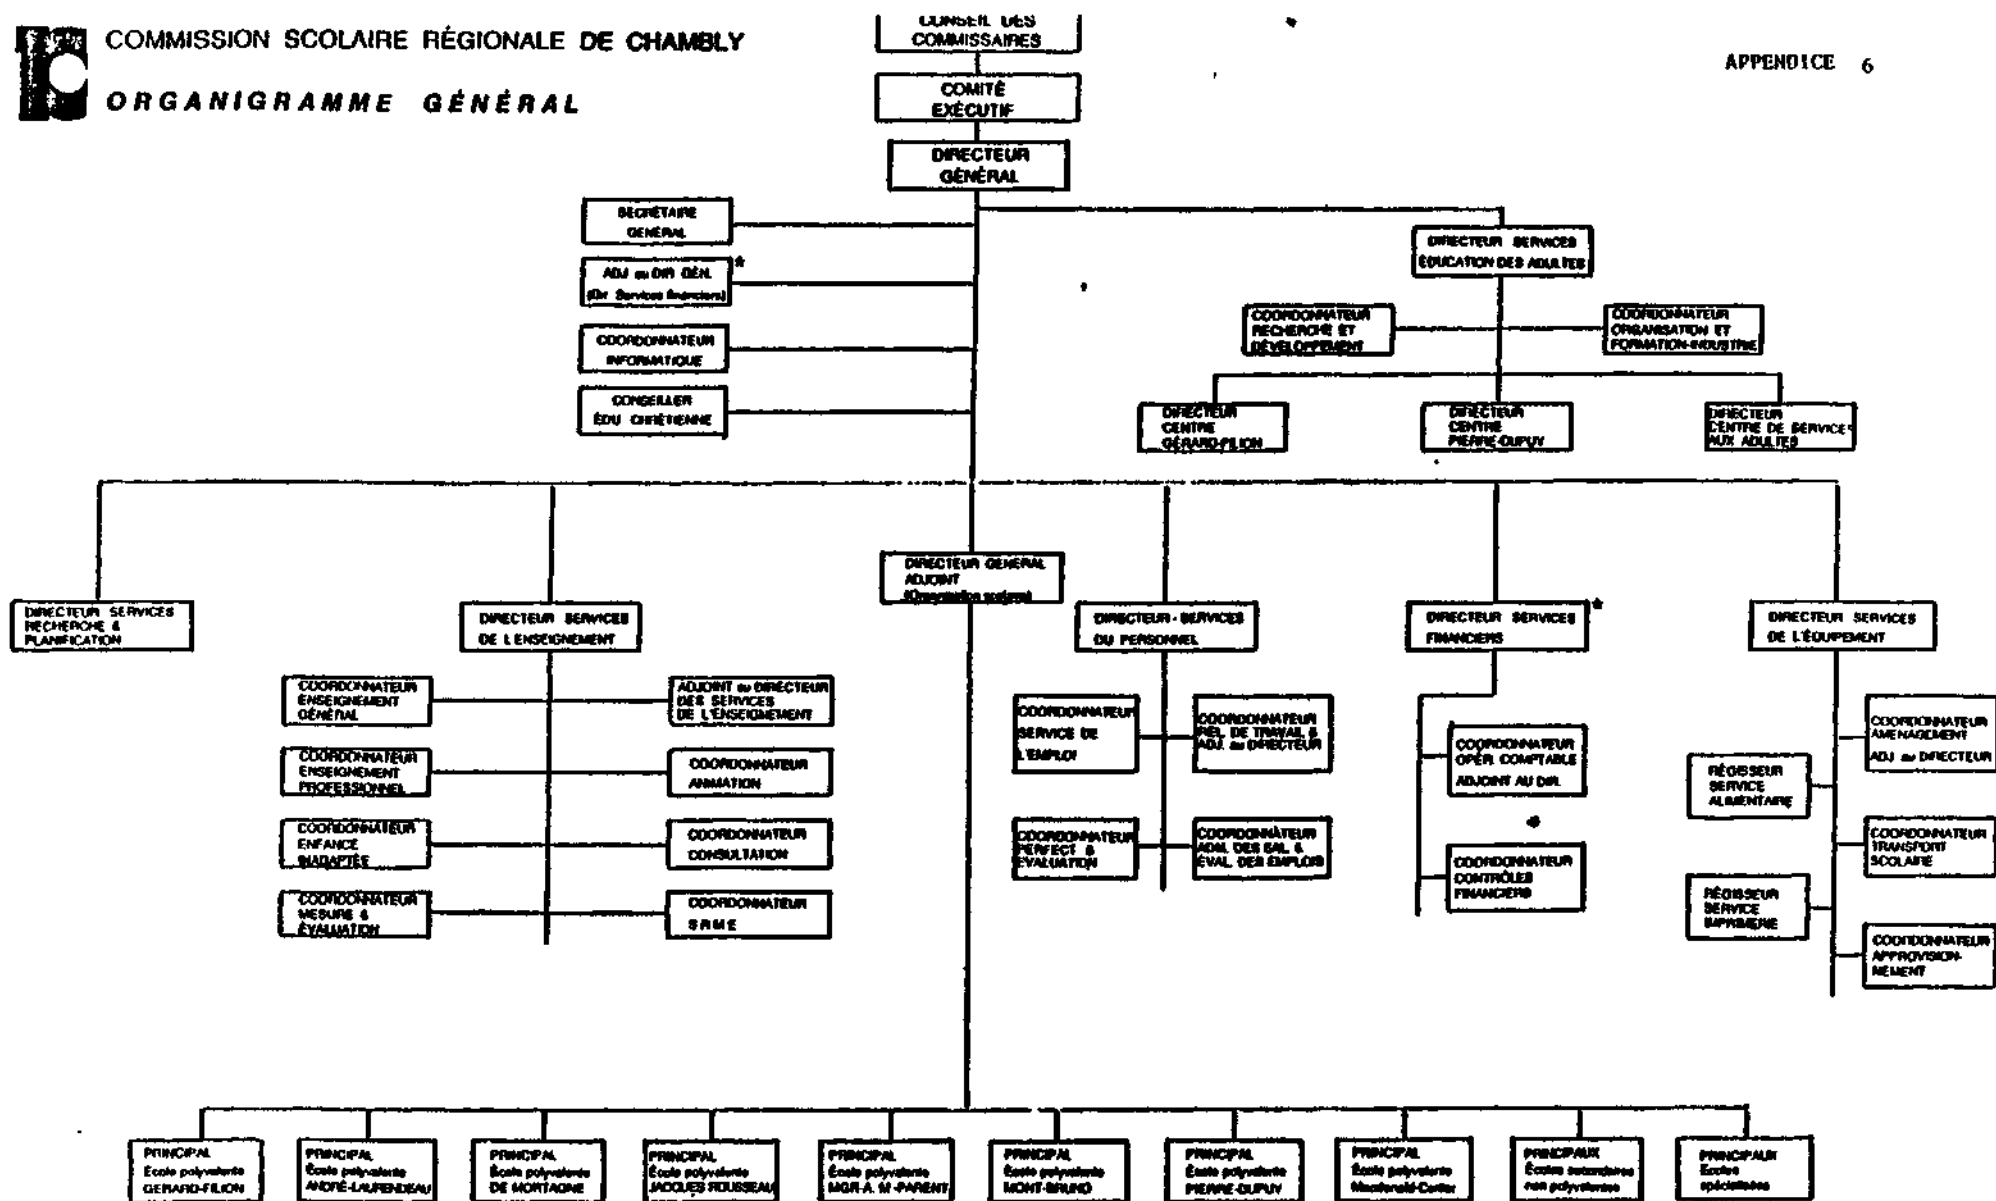 CONSEIL DES
COMMISSAIRES
COMMISSION SCOLAIRE RÉGIONALE DE CHAMBLY
ORGANIGRAMME GÉNÉRAL
APPENDICE 6
COMITÉ
EXÉCUTIF
DIRECTEUR
GÉNÉRAL
SECRÉTAIRE
GÉNÉRAL
ADJ au DIR GÉN. *
(Dir Services financiers)
COORDONNATEUR
INFORMATIQUE
CONSEILLER
ÉDU CHRÉTIENNE
DIRECTEUR SERVICES
ÉDUCATION DES ADULTES
COORDONNATEUR
RECHERCHE ET
DÉVELOPPEMENT
COORDONNATEUR
ORGANISATION ET
FORMATION-INDUSTRIE
DIRECTEUR
CENTRE
GÉRARD-FILION
DIRECTEUR
CENTRE
PIERRE-DUPUY
DIRECTEUR
CENTRE DE SERVICE
AUX ADULTES
DIRECTEUR GÉNÉRAL
ADJOINT
(Organisation scolaire)
DIRECTEUR SERVICES
RECHERCHE &
PLANIFICATION
DIRECTEUR SERVICES
DE L'ENSEIGNEMENT
DIRECTEUR - SERVICES
DU PERSONNEL
DIRECTEUR SERVICES *
FINANCIERS
DIRECTEUR SERVICES
DE L'ÉQUIPEMENT
COORDONNATEUR
ENSEIGNEMENT
GÉNÉRAL
ADJOINT au DIRECTEUR
DES SERVICES
DE L'ENSEIGNEMENT
COORDONNATEUR
ENSEIGNEMENT
PROFESSIONNEL
COORDONNATEUR
ANIMATION
COORDONNATEUR
ENFANCE
INADAPTÉE
COORDONNATEUR
CONSULTATION
COORDONNATEUR
MESURE &
ÉVALUATION
COORDONNATEUR
S R M E
COORDONNATEUR
SERVICE DE
L'EMPLOI
COORDONNATEUR
REL. DE TRAVAIL &
ADJ. au DIRECTEUR
COORDONNATEUR
PERFECT &
ÉVALUATION
COORDONNATEUR
ADM. DES SAL. &
ÉVAL. DES EMPLOIS
COORDONNATEUR
OPÉR. COMPTABLE
ADJOINT AU DIR.
COORDONNATEUR
CONTRÔLES
FINANCIERS
COORDONNATEUR
AMÉNAGEMENT
ADJ au DIRECTEUR
RÉGISSEUR
SERVICE
ALIMENTAIRE
COORDONNATEUR
TRANSPORT
SCOLAIRE
RÉGISSEUR
SERVICE
IMPRIMERIE
COORDONNATEUR
APPROVISION-
NEMENT
PRINCIPAL
École polyvalente
GERARD-FILION
PRINCIPAL
École polyvalente
ANDRÉ-LAURENDEAU
PRINCIPAL
École polyvalente
DE MORTAGNE
PRINCIPAL
École polyvalente
JACQUES ROUSSEAU
PRINCIPAL
École polyvalente
MGR-A. M -PARENT
PRINCIPAL
École polyvalente
MONT-BRUNO
PRINCIPAL
École polyvalente
PIERRE-DUPUY
PRINCIPAL
École polyvalente
Macdonald-Cartier
PRINCIPAUX
Écoles secondaires
non polyvalentes
PRINCIPAUX
Écoles
spécialisées